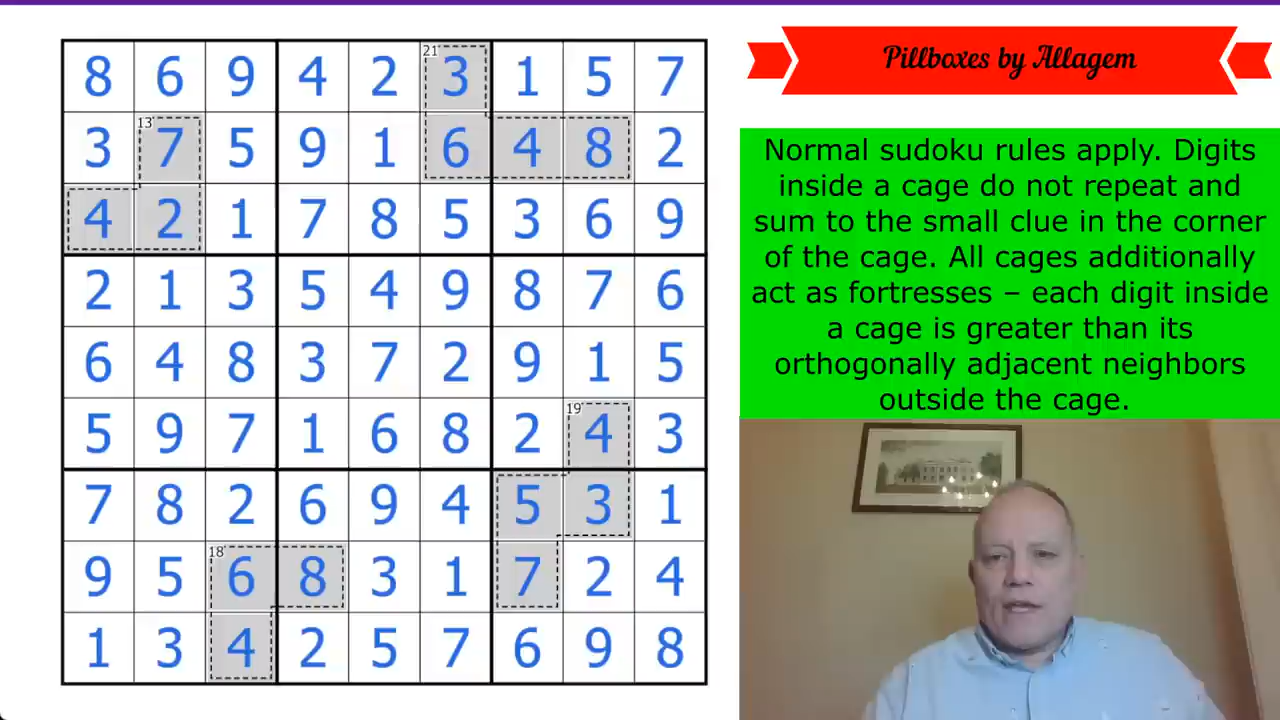 Pillboxes by Allagem
Normal sudoku rules apply. Digits
inside a cage do not repeat and
sum to the small clue in the corner
of the cage. All cages additionally
act as fortresses – each digit inside
a cage is greater than its
orthogonally adjacent neighbors
outside the cage.
21
8 6 9 4 2 3 1 5 7
13
3 7 5 9 1 6 4 8 2
4 2 1 7 8 5 3 6 9
2 1 3 5 4 9 8 7 6
6 4 8 3 7 2 9 1 5
19
5 9 7 1 6 8 2 4 3
7 8 2 6 9 4 5 3 1
18
9 5 6 8 3 1 7 2 4
1 3 4 2 5 7 6 9 8